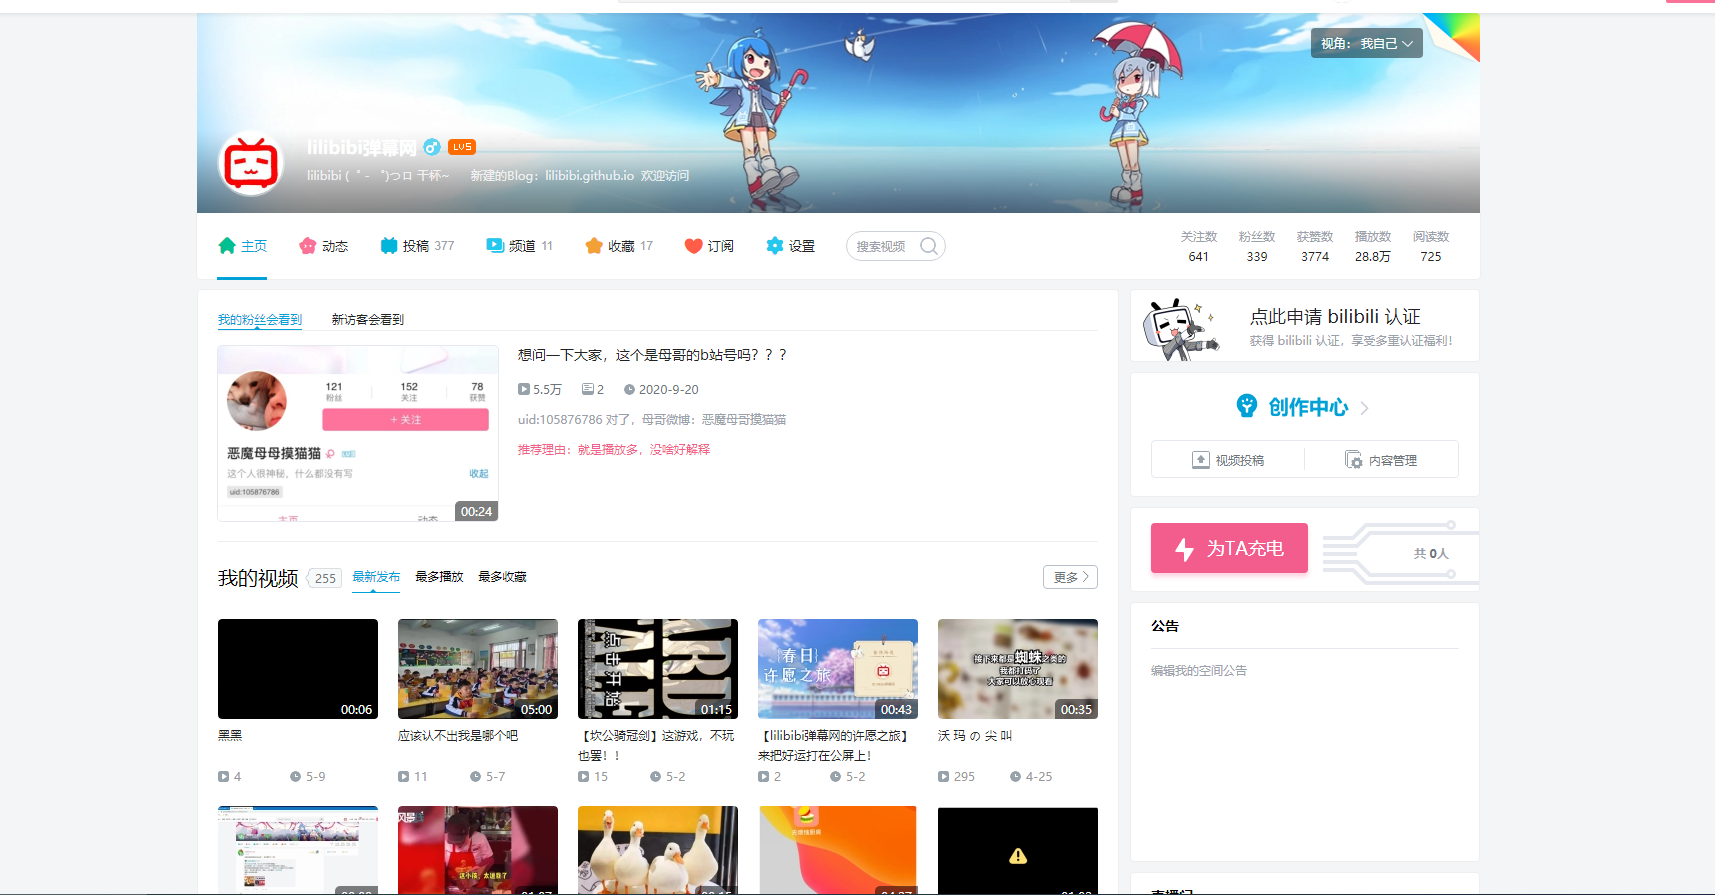 视角： 我自己
lilibibi弹幕网 LV5
lilibibi ( ゜- ゜)つロ 干杯~ 新建的Blog：lilibibi.github.io 欢迎访问
主页 动态 投稿 377 频道 11 收藏 17 订阅 设置 搜索视频
关注数 粉丝数 获赞数 播放数 阅读数
641 339 3774 28.8万 725
我的粉丝会看到 新访客会看到
121 152 78
粉丝 关注 获赞
+ 关注
恶魔母母摸猫猫
这个人很神秘，什么都没有写 收起
uid:105876786
主页 动态
00:24
想问一下大家，这个是母哥的b站号吗？？？
5.5万 2 2020-9-20
uid:105876786 对了，母哥微博：恶魔母哥摸猫猫
推荐理由：就是播放多，没啥好解释
我的视频 255 最新发布 最多播放 最多收藏 更多
00:06
黑黑
4 5-9
05:00
应该认不出我是哪个吧
11 5-7
点击开始
01:15
【坎公骑冠剑】这游戏，不玩
也罢！！
15 5-2
春日
许愿之旅
00:43
【lilibibi弹幕网的许愿之旅】
来把好运打在公屏上！
2 5-2
接下来都是蜘蛛之类的
我都打码了
大家可以放心观看
00:35
沃 玛 の 尖 叫
295 4-25
这小孩，太道教了
点此申请 bilibili 认证
获得 bilibili 认证，享受多重认证福利！
创作中心
视频投稿 内容管理
为TA充电 共 0人
公告
编辑我的空间公告